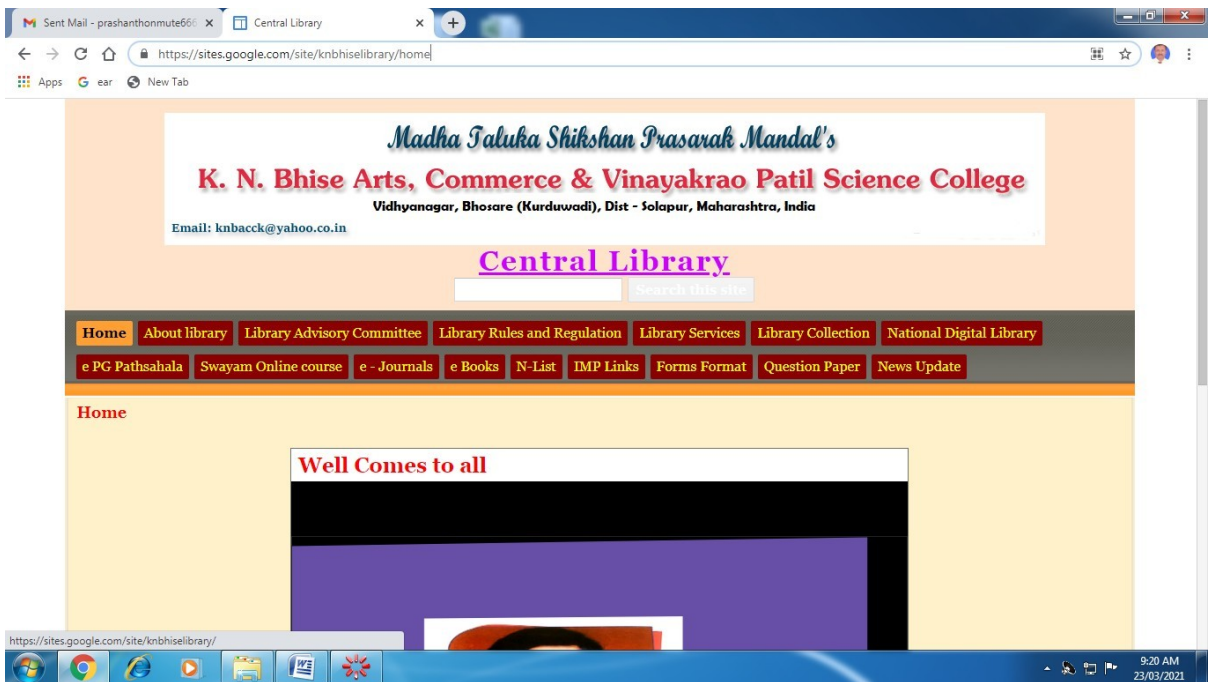 Sent Mail - prashanthonmute666
Central Library
https://sites.google.com/site/knbhiselibrary/home
Apps
ear
New Tab
Madha Taluka Shikshan Prasarak Mandal's
K. N. Bhise Arts, Commerce & Vinayakrao Patil Science College
Vidhyanagar, Bhosare (Kurduwadi), Dist - Solapur, Maharashtra, India
Email: knbacck@yahoo.co.in
Central Library
Search this site
Home About library Library Advisory Committee Library Rules and Regulation Library Services Library Collection National Digital Library
e PG Pathsahala Swayam Online course e - Journals e Books N-List IMP Links Forms Format Question Paper News Update
Home
Well Comes to all
https://sites.google.com/site/knbhiselibrary/
9:20 AM
23/03/2021